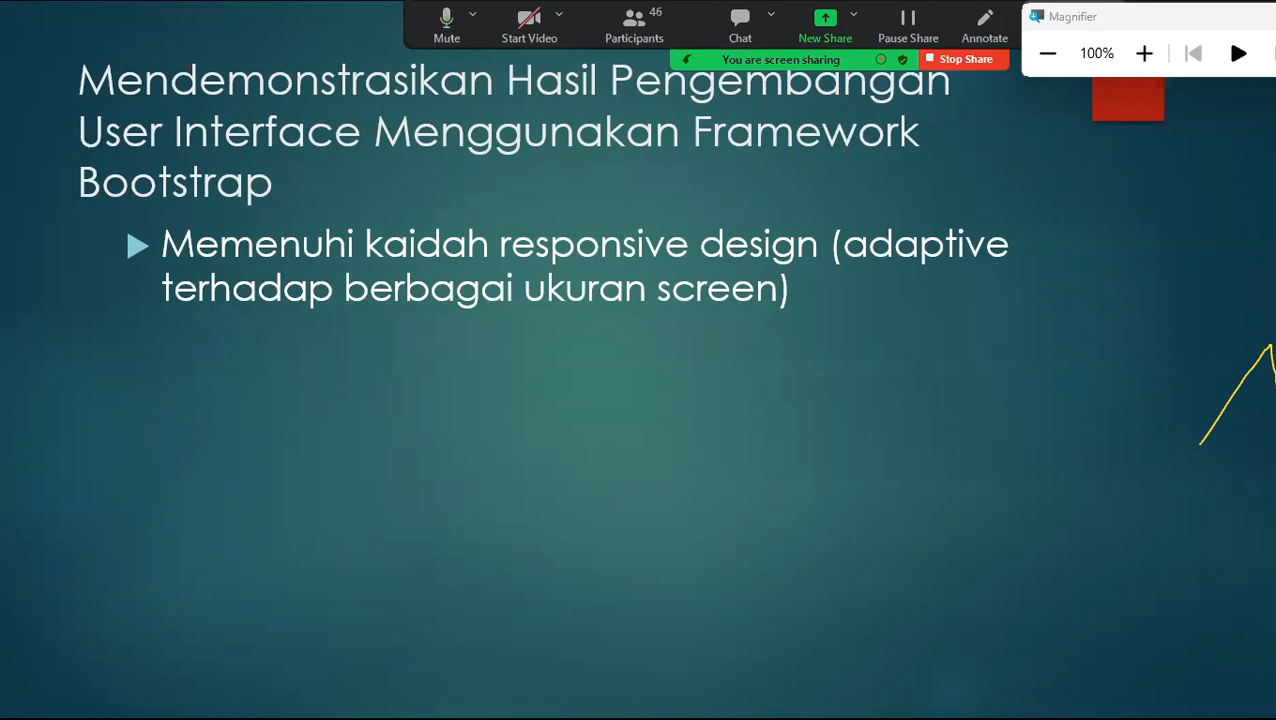 46
Magnifier
Mute
Start Video
Participants
Chat
New Share
Pause Share
Annotate
100%
You are screen sharing
Stop Share
Mendemonstrasikan Hasil Pengembangan
User Interface Menggunakan Framework
Bootstrap
Memenuhi kaidah responsive design (adaptive
terhadap berbagai ukuran screen)